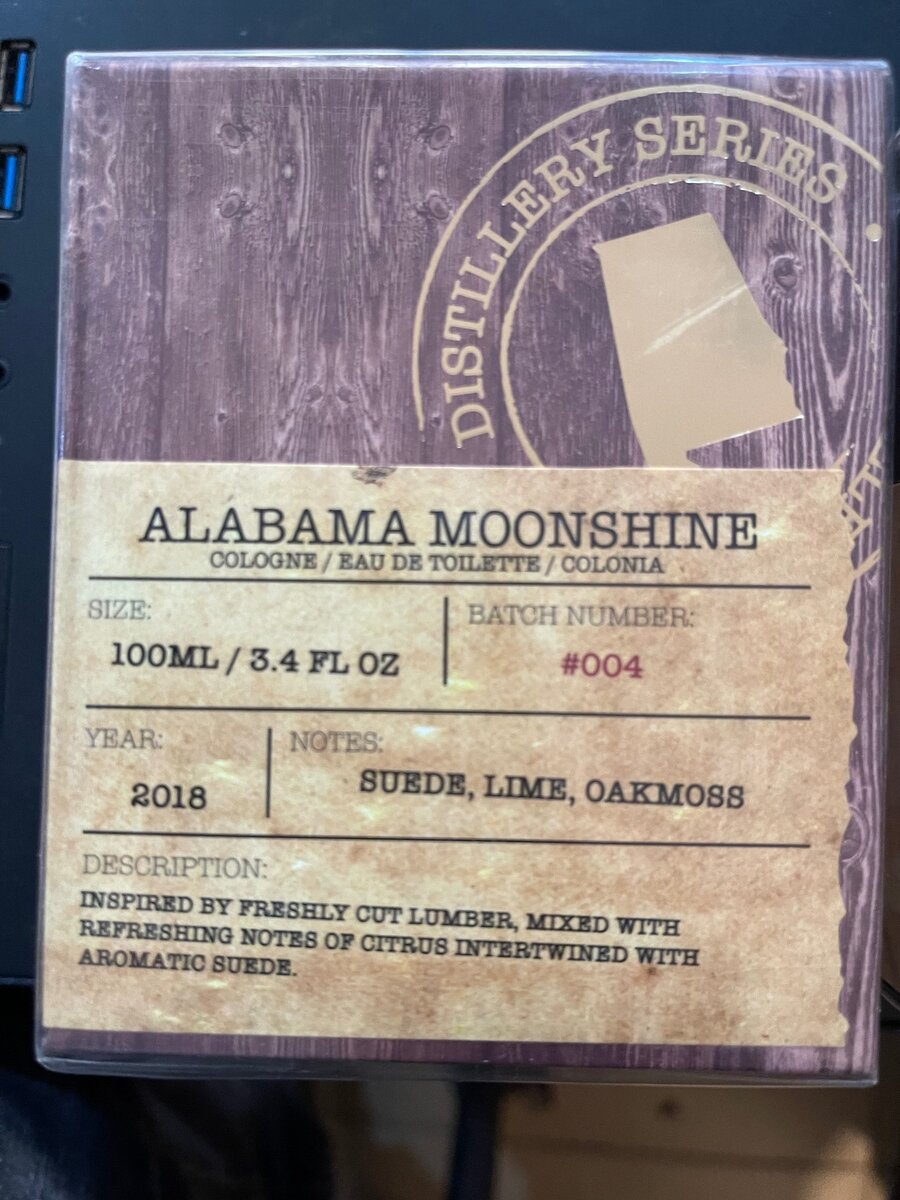 DISTILLERY SERIES
ALABAMA MOONSHINE
COLOGNE / EAU DE TOILETTE / COLONIA
SIZE:
100ML / 3.4 FL OZ
BATCH NUMBER:
#004
YEAR:
2018
NOTES:
SUEDE, LIME, OAKMOSS
DESCRIPTION:
INSPIRED BY FRESHLY CUT LUMBER, MIXED WITH
REFRESHING NOTES OF CITRUS INTERTWINED WITH
AROMATIC SUEDE.